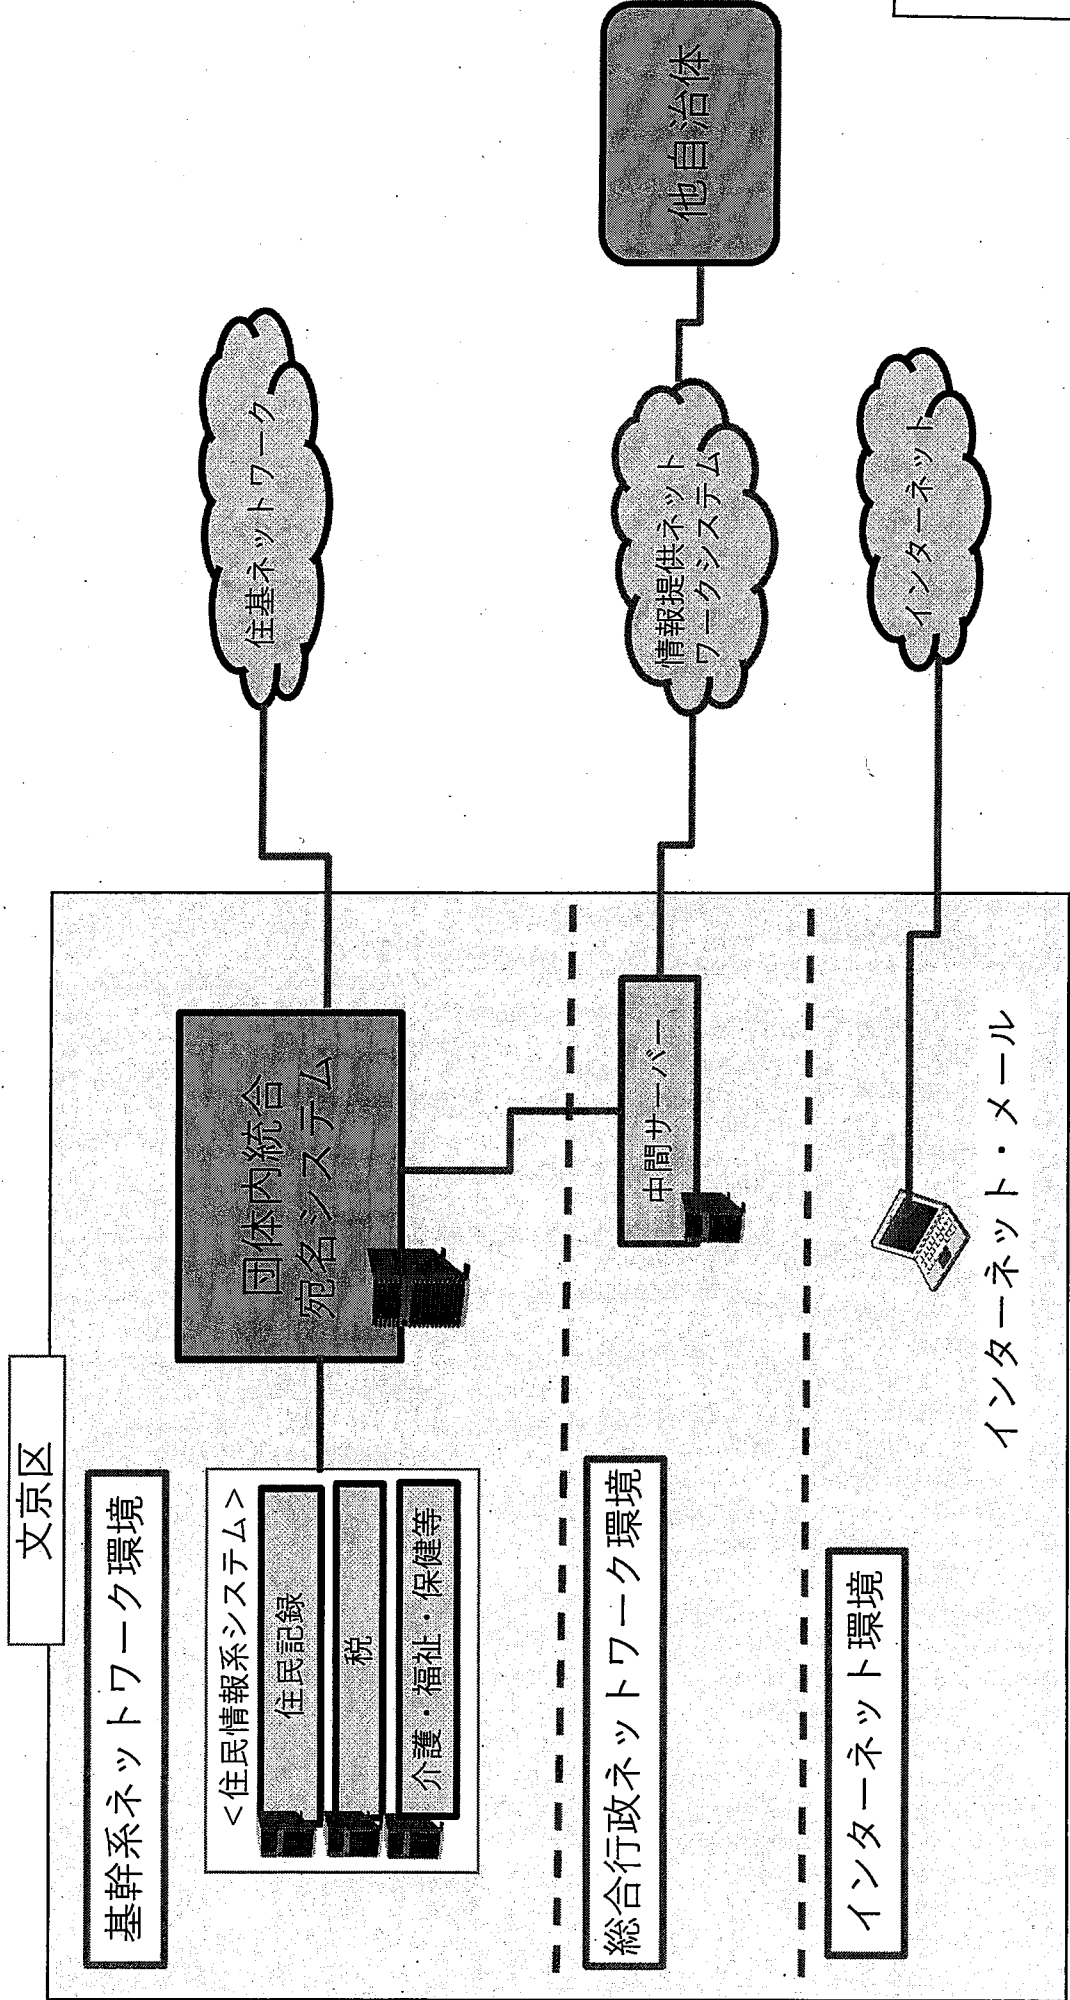 文京区
基幹系ネットワーク環境
＜住民情報系システム＞
住民記録
税
介護・福祉・保健等
団体内統合
宛名システム
住基ネットワーク
総合行政ネットワーク環境
中間サーバー
情報提供ネット
ワークシステム
他自治体
インターネット環境
インターネット・メール
インターネット